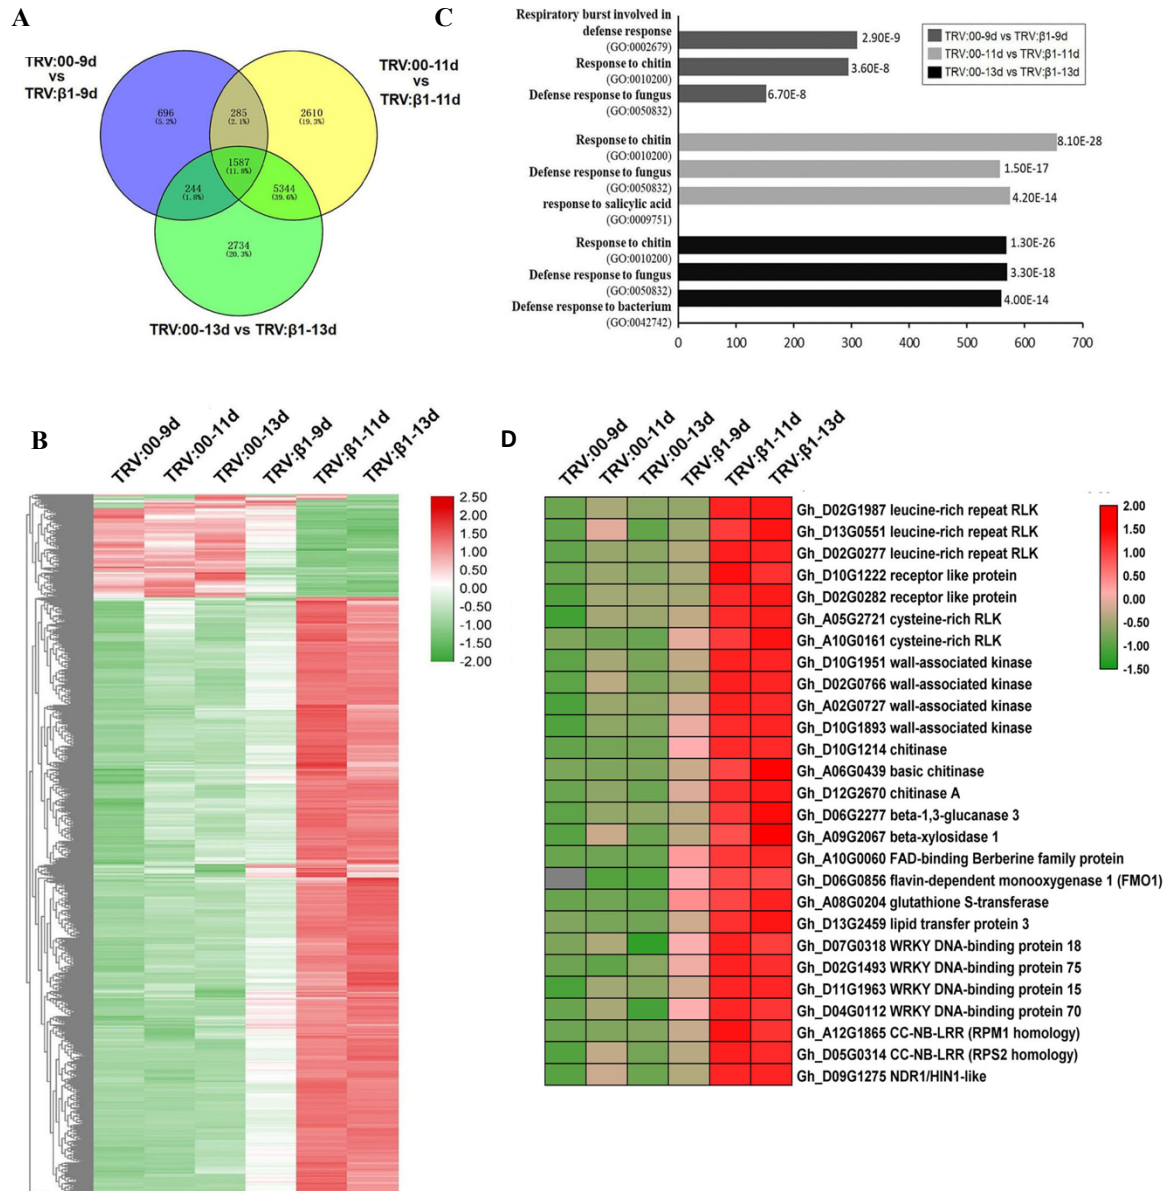 A
TRV:00-9d
vs
TRV:β1-9d
TRV:00-11d
vs
TRV:β1-11d
696
(5.2%)
285
(2.1%)
2610
(19.3%)
1587
(11.8%)
244
(1.8%)
5344
(39.6%)
2734
(20.3%)
TRV:00-13d vs TRV:β1-13d
C
Respiratory burst involved in
defense response
(GO:0002679)
Response to chitin
(GO:0010200)
Defense response to fungus
(GO:0050832)
Response to chitin
(GO:0010200)
Defense response to fungus
(GO:0050832)
response to salicylic acid
(GO:0009751)
Response to chitin
(GO:0010200)
Defense response to fungus
(GO:0050832)
Defense response to bacterium
(GO:0042742)
2.90E-9
3.60E-8
6.70E-8
8.10E-28
1.50E-17
4.20E-14
1.30E-26
3.30E-18
4.00E-14
TRV:00-9d vs TRV:β1-9d
TRV:00-11d vs TRV:β1-11d
TRV:00-13d vs TRV:β1-13d
0 100 200 300 400 500 600 700
B
TRV:00-9d
TRV:00-11d
TRV:00-13d
TRV:β1-9d
TRV:β1-11d
TRV:β1-13d
2.50
2.00
1.50
1.00
0.50
0.00
-0.50
-1.00
-1.50
-2.00
D
TRV:00-9d
TRV:00-11d
TRV:00-13d
TRV:β1-9d
TRV:β1-11d
TRV:β1-13d
Gh_D02G1987 leucine-rich repeat RLK
Gh_D13G0551 leucine-rich repeat RLK
Gh_D02G0277 leucine-rich repeat RLK
Gh_D10G1222 receptor like protein
Gh_D02G0282 receptor like protein
Gh_A05G2721 cysteine-rich RLK
Gh_A10G0161 cysteine-rich RLK
Gh_D10G1951 wall-associated kinase
Gh_D02G0766 wall-associated kinase
Gh_A02G0727 wall-associated kinase
Gh_D10G1893 wall-associated kinase
Gh_D10G1214 chitinase
Gh_A06G0439 basic chitinase
Gh_D12G2670 chitinase A
Gh_D06G2277 beta-1,3-glucanase 3
Gh_A09G2067 beta-xylosidase 1
Gh_A10G0060 FAD-binding Berberine family protein
Gh_D06G0856 flavin-dependent monooxygenase 1 (FMO1)
Gh_A08G0204 glutathione S-transferase
Gh_D13G2459 lipid transfer protein 3
Gh_D07G0318 WRKY DNA-binding protein 18
Gh_D02G1493 WRKY DNA-binding protein 75
Gh_D11G1963 WRKY DNA-binding protein 15
Gh_D04G0112 WRKY DNA-binding protein 70
Gh_A12G1865 CC-NB-LRR (RPM1 homology)
Gh_D05G0314 CC-NB-LRR (RPS2 homology)
Gh_D09G1275 NDR1/HIN1-like
2.00
1.50
1.00
0.50
0.00
-0.50
-1.00
-1.50